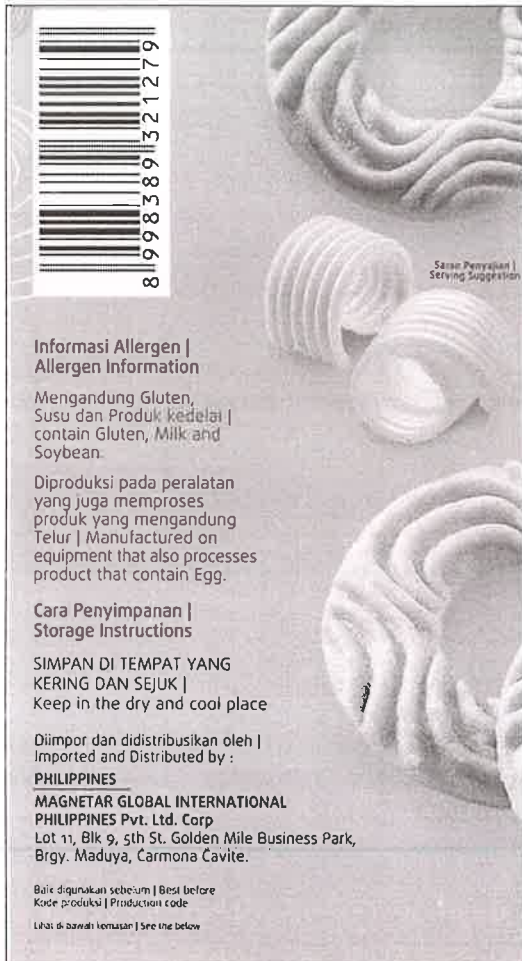 8998389321279
Saran Penyajian |
Serving Suggestion
Informasi Allergen |
Allergen Information
Mengandung Gluten,
Susu dan Produk kedelai |
contain Gluten, Milk and
Soybean.
Diproduksi pada peralatan
yang juga memproses
produk yang mengandung
Telur | Manufactured on
equipment that also processes
product that contain Egg.
Cara Penyimpanan |
Storage Instructions
SIMPAN DI TEMPAT YANG
KERING DAN SEJUK |
Keep in the dry and cool place
Diimpor dan didistribusikan oleh |
Imported and Distributed by :
PHILIPPINES
MAGNETAR GLOBAL INTERNATIONAL
PHILIPPINES Pvt. Ltd. Corp
Lot 11, Blk 9, 5th St. Golden Mile Business Park,
Brgy. Maduya, Carmona Cavite.
Baik digunakan sebelum | Best before
Kode produksi | Production code
Lihat di bawah kemasan | See the below